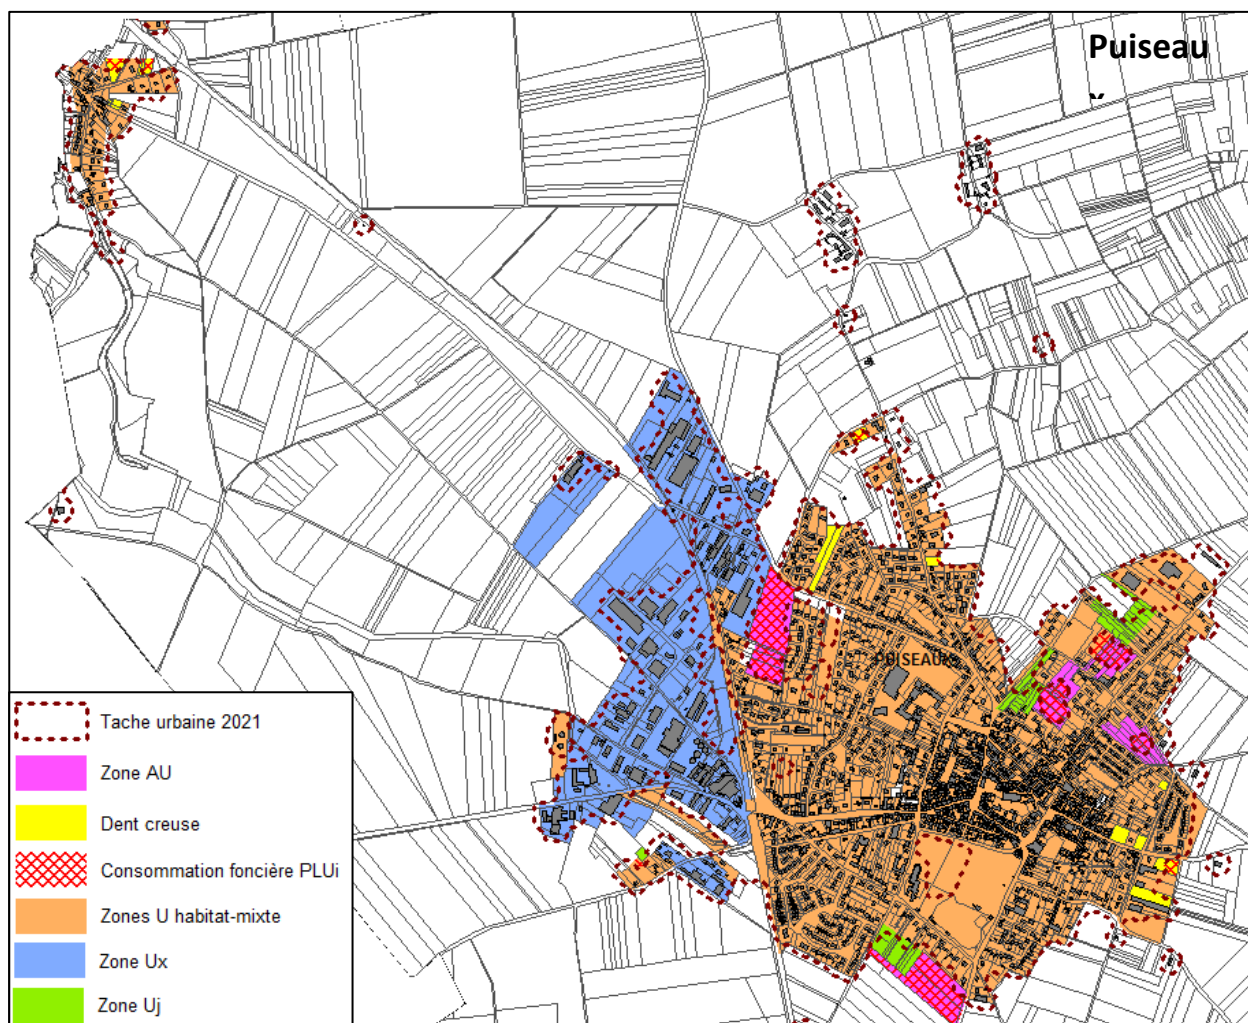 Puiseau
x
PUISEAUX
Tache urbaine 2021
Zone AU
Dent creuse
Consommation foncière PLUi
Zones U habitat-mixte
Zone Ux
Zone Uj